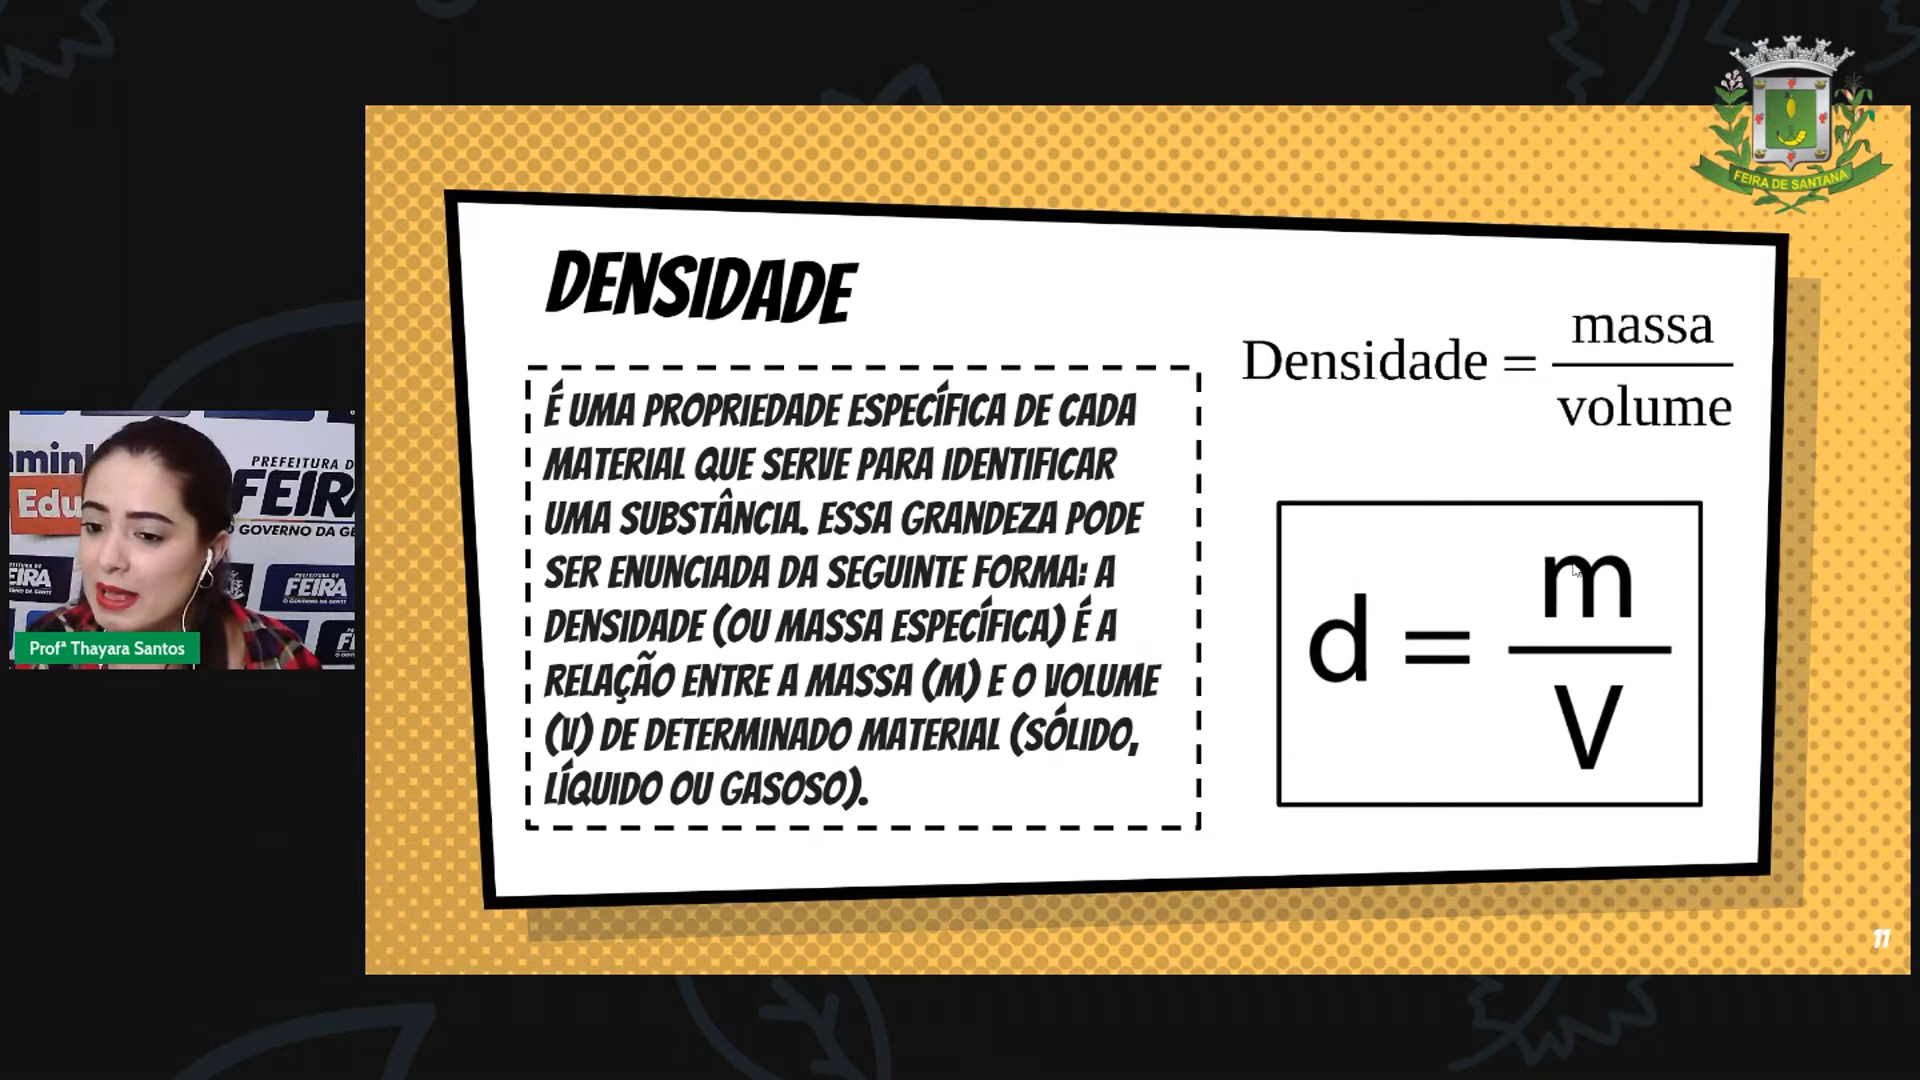 FEIRA DE SANTANA
DENSIDADE
É UMA PROPRIEDADE ESPECÍFICA DE CADA
MATERIAL QUE SERVE PARA IDENTIFICAR
UMA SUBSTÂNCIA. ESSA GRANDEZA PODE
SER ENUNCIADA DA SEGUINTE FORMA: A
DENSIDADE (OU MASSA ESPECÍFICA) É A
RELAÇÃO ENTRE A MASSA (M) E O VOLUME
(V) DE DETERMINADO MATERIAL (SÓLIDO,
LÍQUIDO OU GASOSO).
Densidade = massa
volume
d = m
V
11
PREFEITURA D
FEIR
O GOVERNO DA GE
Edu
EIRA
FEIRA
Profª Thayara Santos